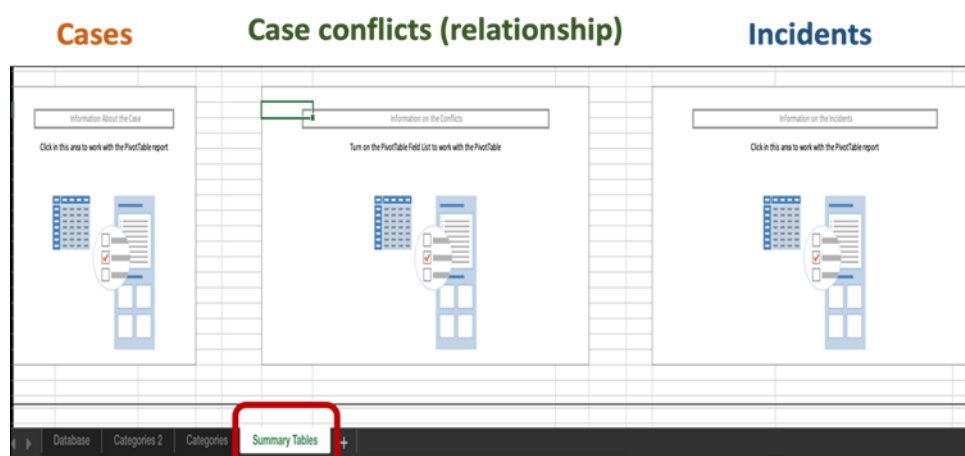 Cases
Case conflicts (relationship)
Incidents
Information About the Case
Information on the Conflicts
Information on the Incidents
Click in this area to work with the PivotTable report
Turn on the PivotTable Field List to work with the PivotTable
Click in this area to work with the PivotTable report
Database
Categories 2
Categories
Summary Tables
+